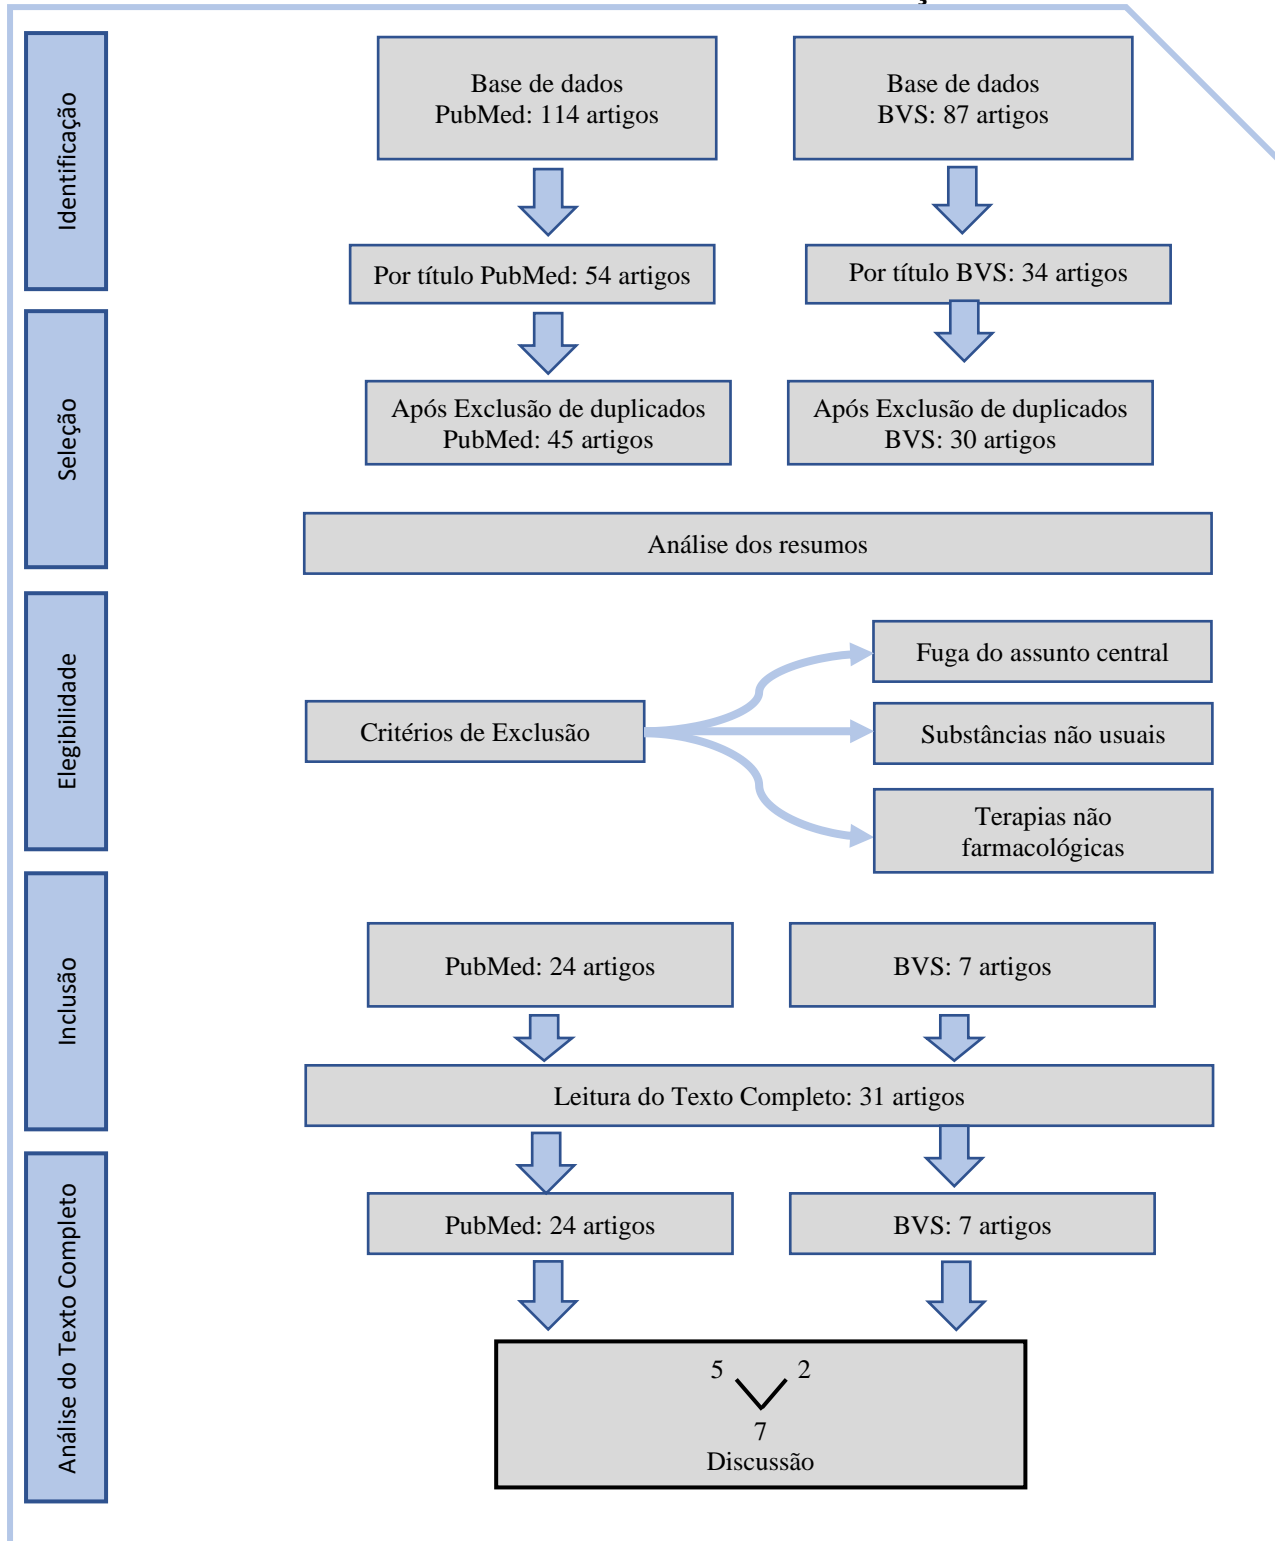 Identificação
Base de dados
PubMed: 114 artigos
Base de dados
BVS: 87 artigos
Por título PubMed: 54 artigos
Por título BVS: 34 artigos
Seleção
Após Exclusão de duplicados
PubMed: 45 artigos
Após Exclusão de duplicados
BVS: 30 artigos
Análise dos resumos
Elegibilidade
Critérios de Exclusão
Fuga do assunto central
Substâncias não usuais
Terapias não
farmacológicas
Inclusão
PubMed: 24 artigos
BVS: 7 artigos
Leitura do Texto Completo: 31 artigos
Análise do Texto Completo
PubMed: 24 artigos
BVS: 7 artigos
5
2
7
Discussão